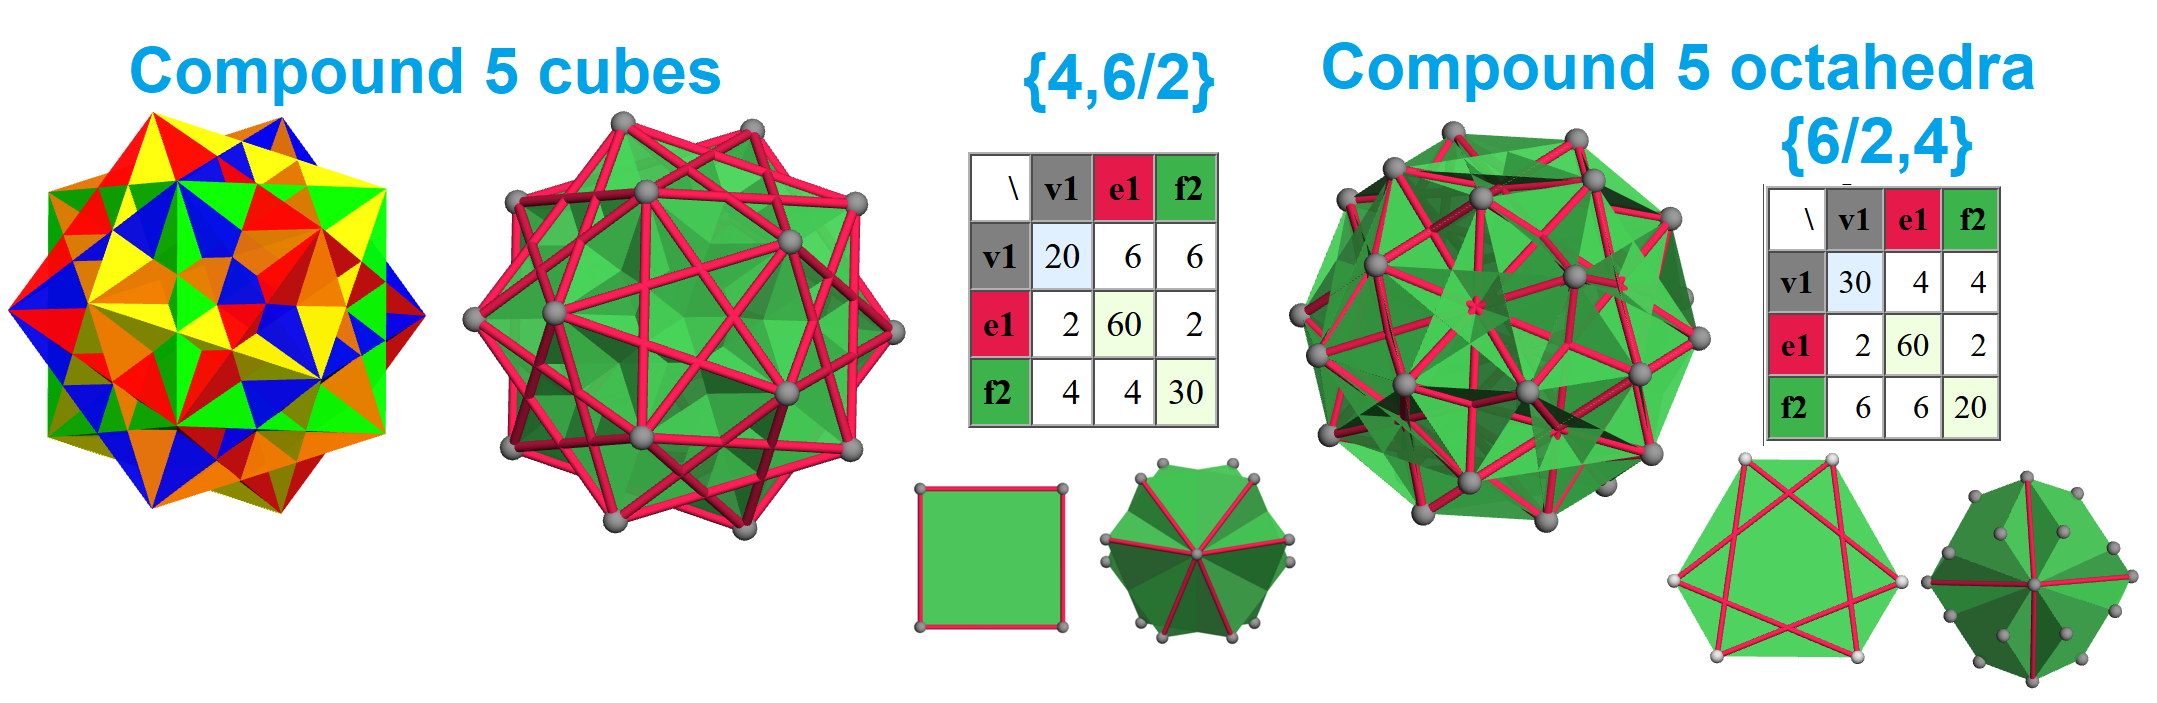 Compound 5 cubes
{4,6/2}
\ v1 e1 f2
v1 20 6 6
e1 2 60 2
f2 4 4 30
Compound 5 octahedra
{6/2,4}
\ v1 e1 f2
v1 30 4 4
e1 2 60 2
f2 6 6 20